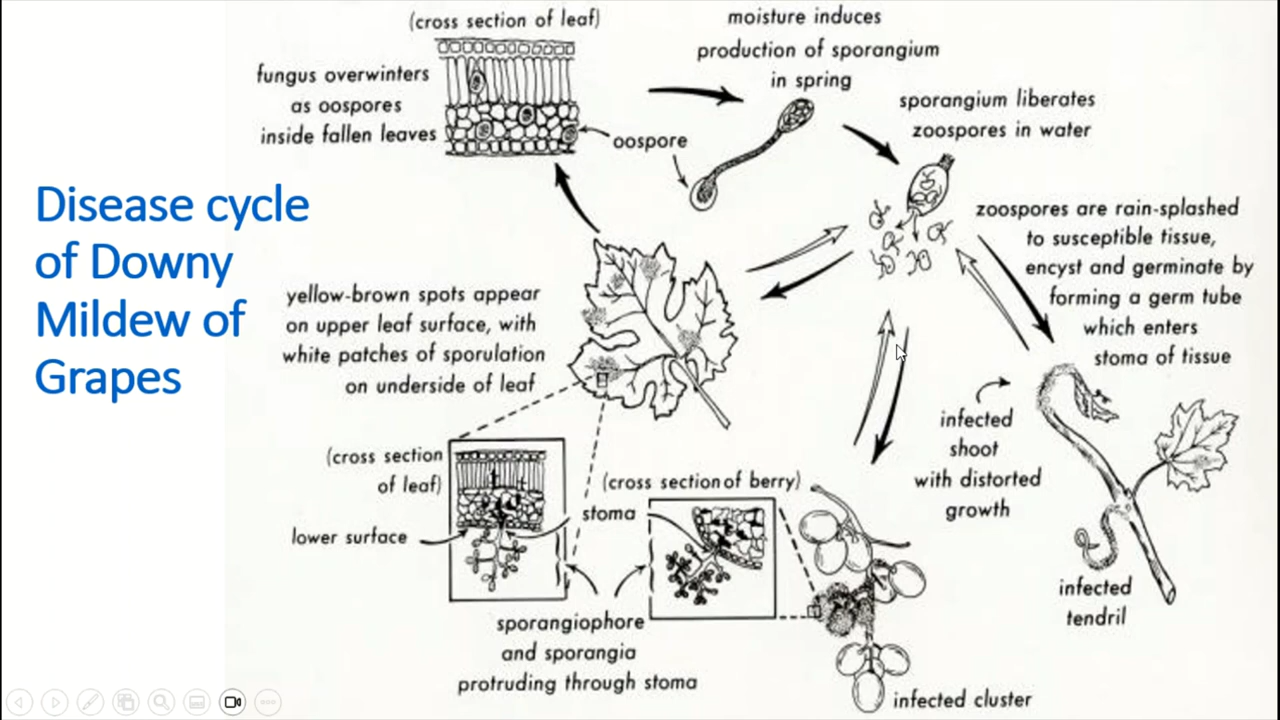 Disease cycle
of Downy
Mildew of
Grapes
(cross section of leaf)
fungus overwinters
as oospores
inside fallen leaves
oospore
moisture induces
production of sporangium
in spring
sporangium liberates
zoospores in water
zoospores are rain-splashed
to susceptible tissue,
encyst and germinate by
forming a germ tube
which enters
stoma of tissue
yellow-brown spots appear
on upper leaf surface, with
white patches of sporulation
on underside of leaf
(cross section
of leaf)
lower surface
stoma
(cross section of berry)
sporangiophore
and sporangia
protruding through stoma
infected
shoot
with distorted
growth
infected
tendril
infected cluster